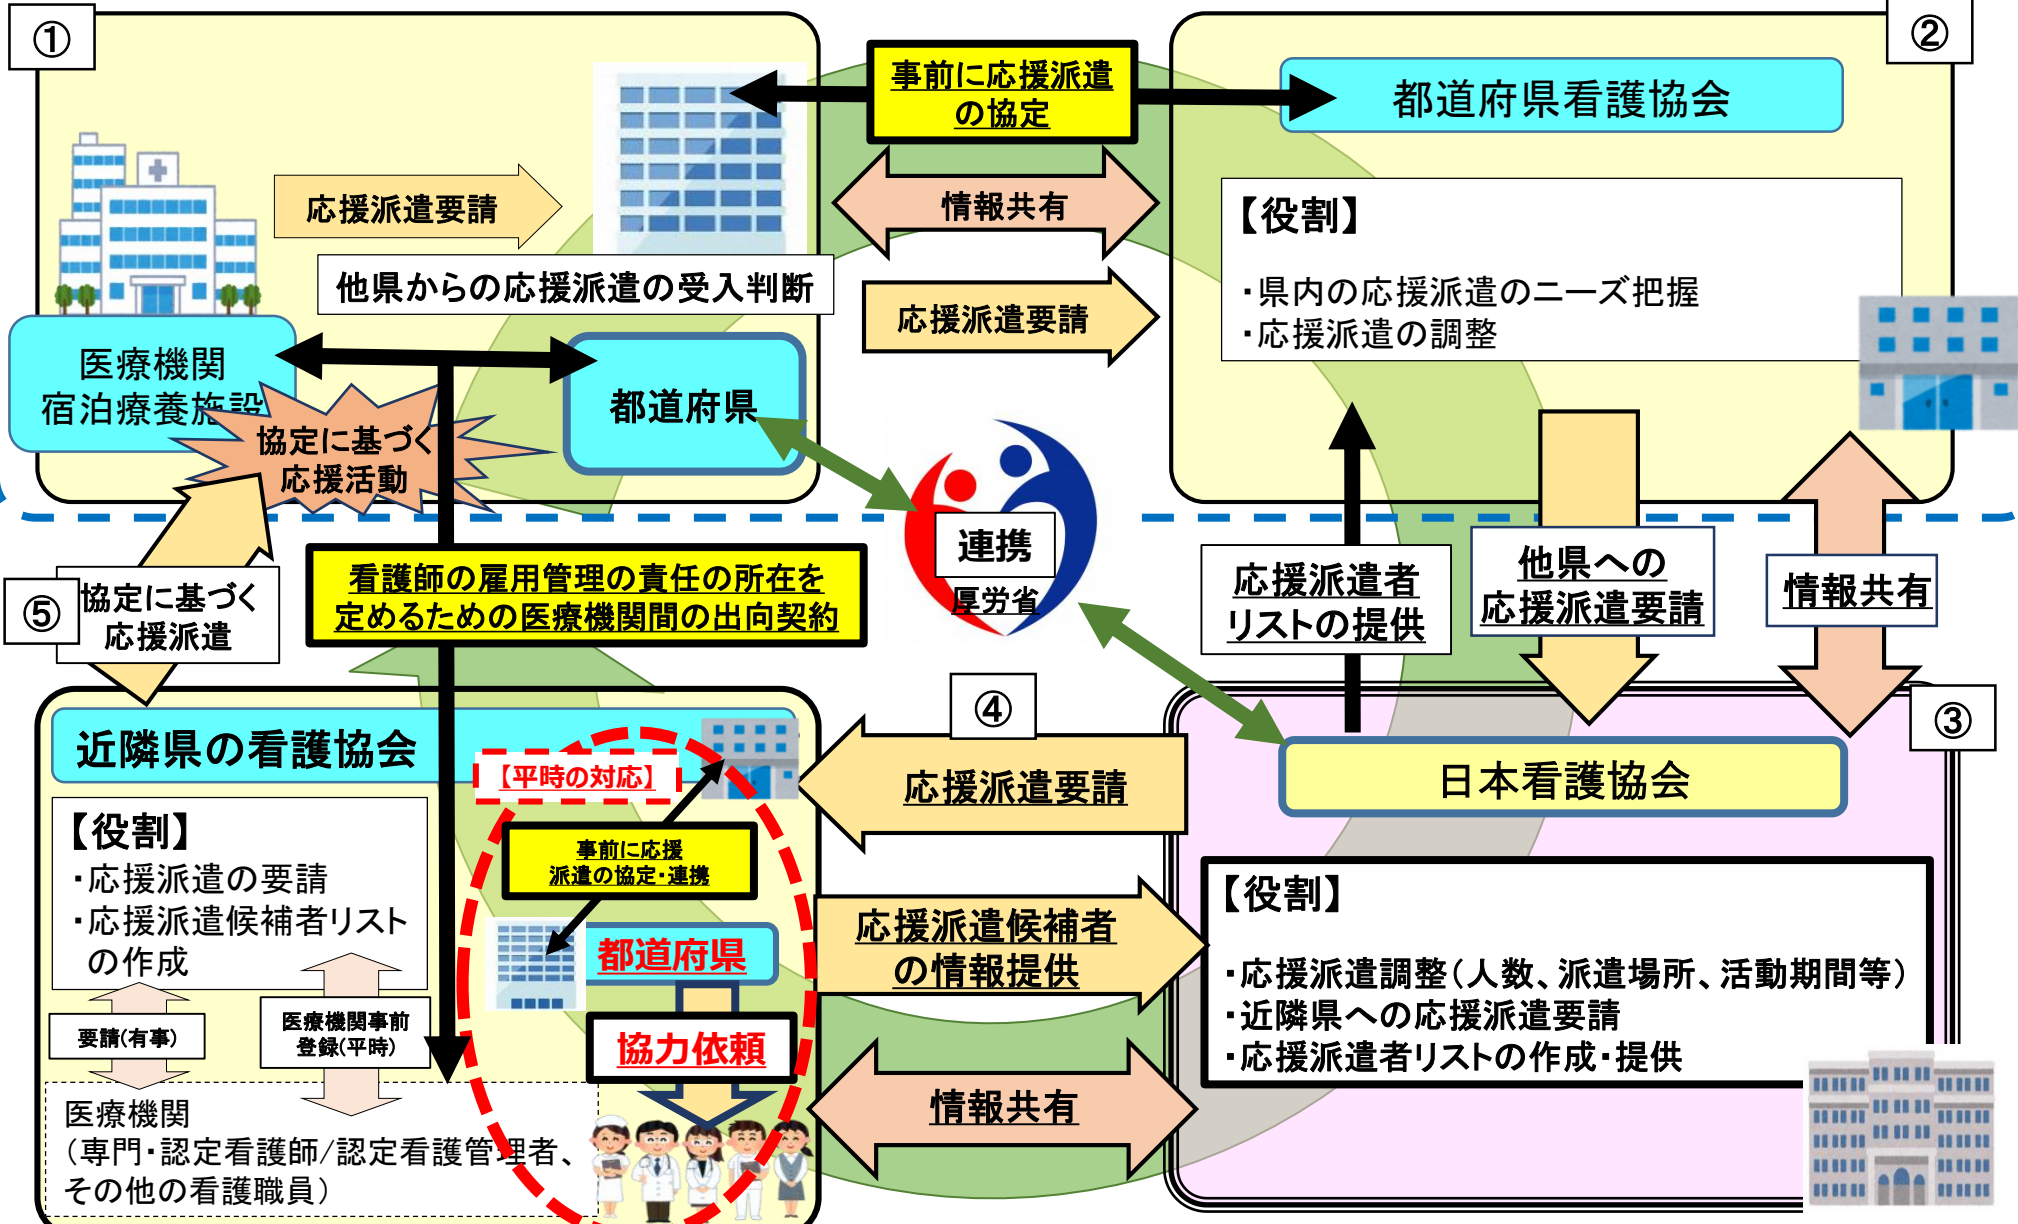 ①
応援派遣要請
他県からの応援派遣の受入判断
医療機関
宿泊療養施設
都道府県
協定に基づく
応援活動
事前に応援派遣
の協定
情報共有
応援派遣要請
②
都道府県看護協会
【役割】
・県内の応援派遣のニーズ把握
・応援派遣の調整
連携
厚労省
応援派遣者
リストの提供
他県への
応援派遣要請
情報共有
⑤
協定に基づく
応援派遣
看護師の雇用管理の責任の所在を
定めるための医療機関間の出向契約
③
日本看護協会
【役割】
・応援派遣調整(人数、派遣場所、活動期間等)
・近隣県への応援派遣要請
・応援派遣者リストの作成・提供
④
応援派遣要請
応援派遣候補者
の情報提供
情報共有
近隣県の看護協会
【役割】
・応援派遣の要請
・応援派遣候補者リスト
の作成
要請(有事)
医療機関事前
登録(平時)
医療機関
(専門・認定看護師/認定看護管理者、
その他の看護職員)
【平時の対応】
事前に応援
派遣の協定・連携
都道府県
協力依頼